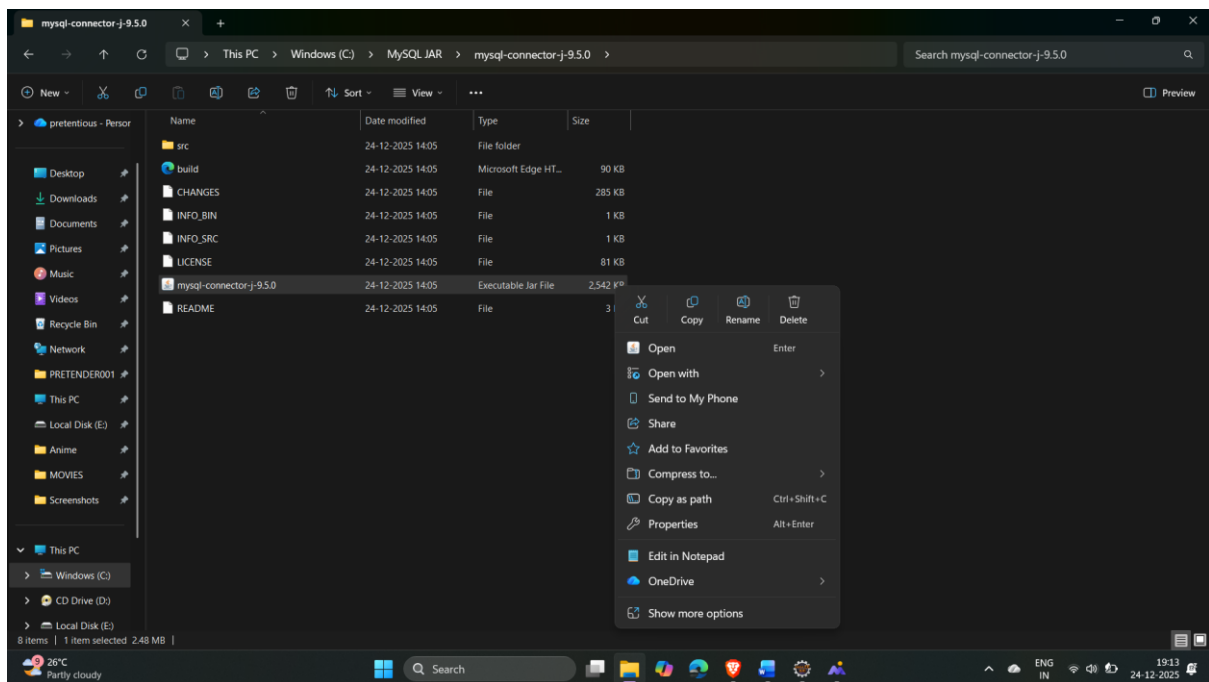 mysql-connector-j-9.5.0
This PC > Windows (C:) > MySQL JAR > mysql-connector-j-9.5.0 >
Search mysql-connector-j-9.5.0
New Sort View ... Preview
pretentious - Persor
Desktop
Downloads
Documents
Pictures
Music
Videos
Recycle Bin
Network
PRETENDER001
This PC
Local Disk (E:)
Anime
MOVIES
Screenshots
This PC
Windows (C:)
CD Drive (D:)
Local Disk (E:)
Name Date modified Type Size
src 24-12-2025 14:05 File folder
build 24-12-2025 14:05 Microsoft Edge HT... 90 KB
CHANGES 24-12-2025 14:05 File 285 KB
INFO_BIN 24-12-2025 14:05 File 1 KB
INFO_SRC 24-12-2025 14:05 File 1 KB
LICENSE 24-12-2025 14:05 File 81 KB
mysql-connector-j-9.5.0 24-12-2025 14:05 Executable Jar File 2,542 KB
README 24-12-2025 14:05 File 3
Cut Copy Rename Delete
Open Enter
Open with
Send to My Phone
Share
Add to Favorites
Compress to...
Copy as path Ctrl+Shift+C
Properties Alt+Enter
Edit in Notepad
OneDrive
Show more options
8 items | 1 item selected 2.48 MB |
9
26°C
Partly cloudy
Search
ENG
IN
19:13
24-12-2025